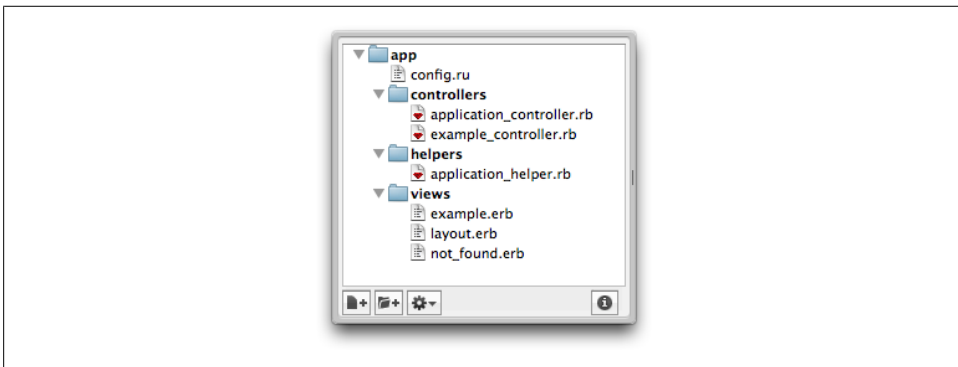 app
config.ru
controllers
application_controller.rb
example_controller.rb
helpers
application_helper.rb
views
example.erb
layout.erb
not_found.erb